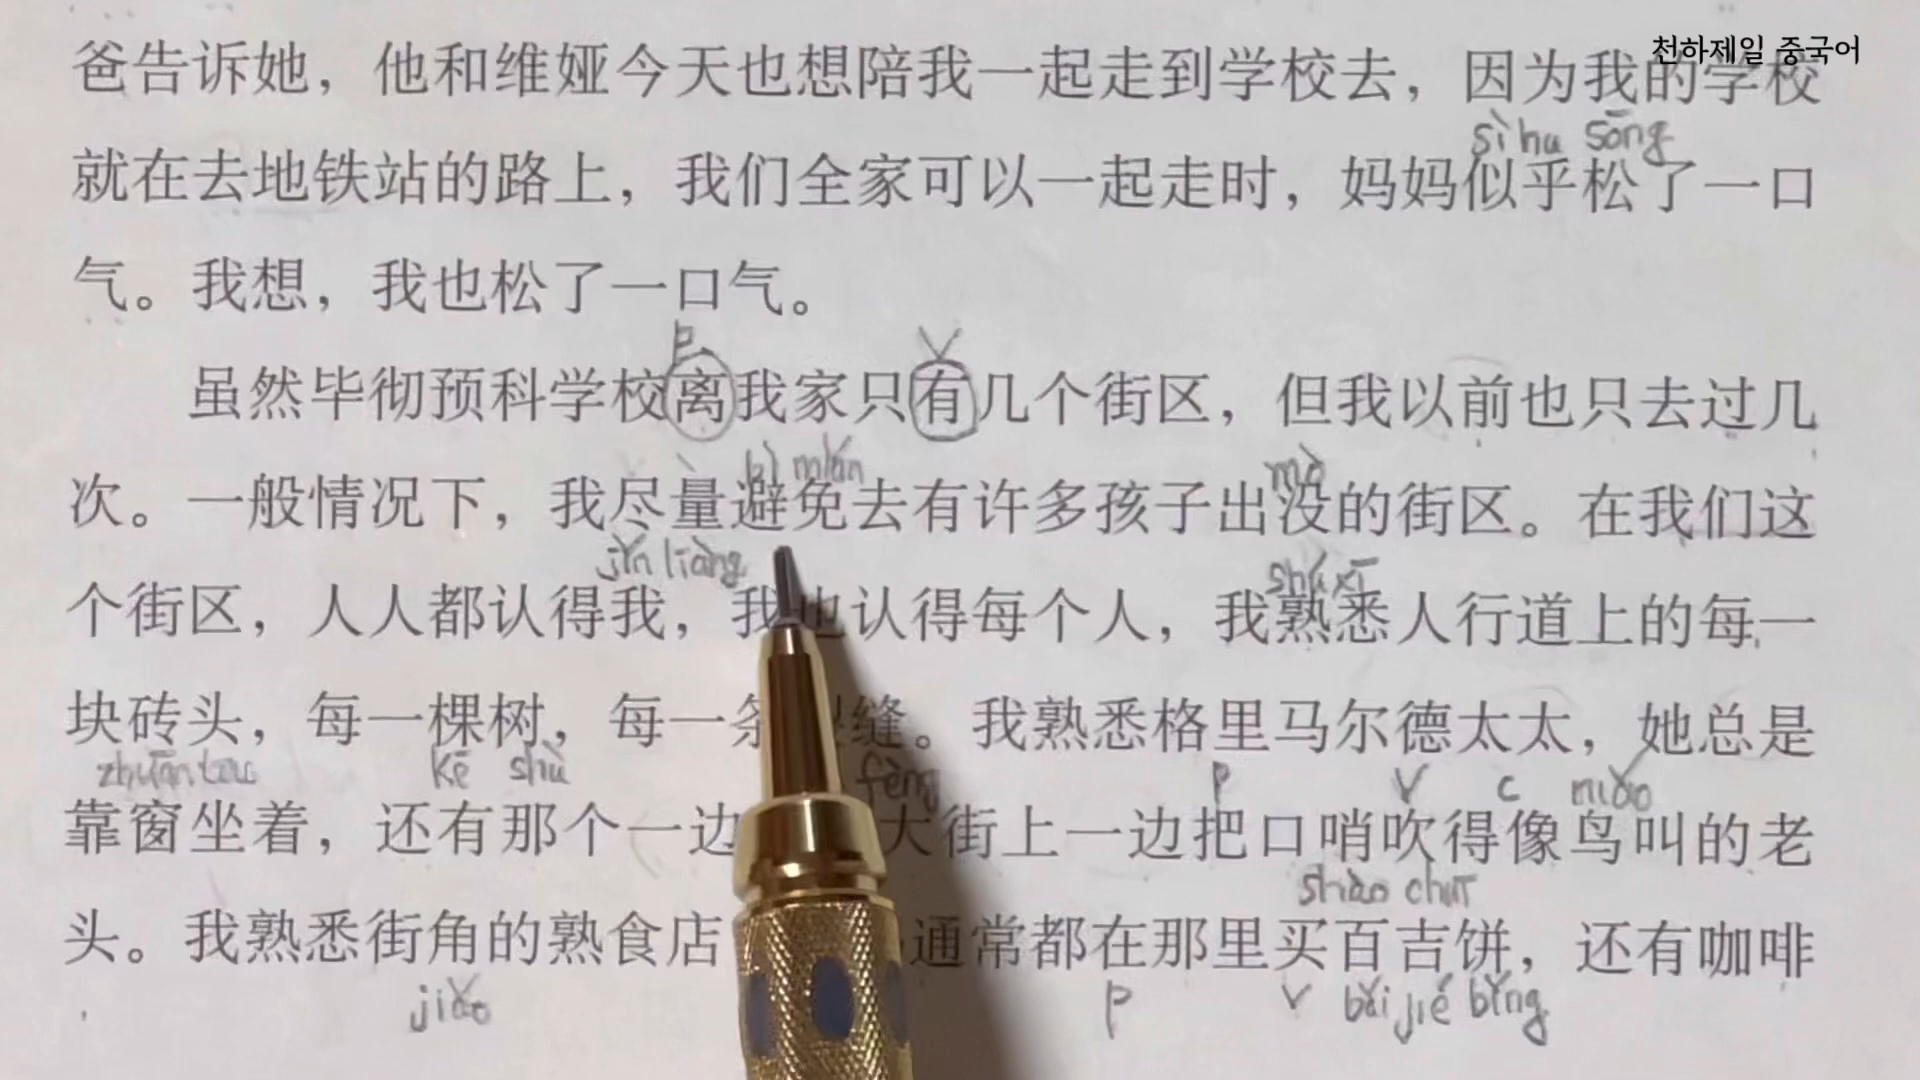 天하제일 중국어
爸告诉她，他和维娅今天也想陪我一起走到学校去，因为我的学校
sì hu sōng
就在去地铁站的路上，我们全家可以一起走时，妈妈似乎松了一口
气。我想，我也松了一口气。
p. V
虽然毕彻预科学校离我家只有几个街区，但我以前也只去过几
bì miǎn mò
次。一般情况下，我尽量避免去有许多孩子出没的街区。在我们这
jǐn liàng shú xī
个街区，人人都认得我，我也认得每个人，我熟悉人行道上的每一
块砖头，每一棵树，每一条 缝。我熟悉格里马尔德太太，她总是
zhuān tou kē shù fèng p V c niǎo
靠窗坐着，还有那个一边 大街上一边把口哨吹得像鸟叫的老
shào chuī
头。我熟悉街角的熟食店 通常都在那里买百吉饼，还有咖啡
jiǎo p V bǎi jí bǐng